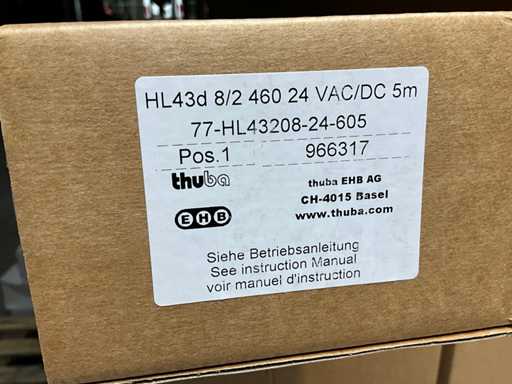 HL43d 8/2 460 24 VAC/DC 5m
77-HL43208-24-605
Pos.1 966317
thuba thuba EHB AG
CH-4015 Basel
EHB www.thuba.com
Siehe Betriebsanleitung
See instruction Manual
voir manuel d'instruction